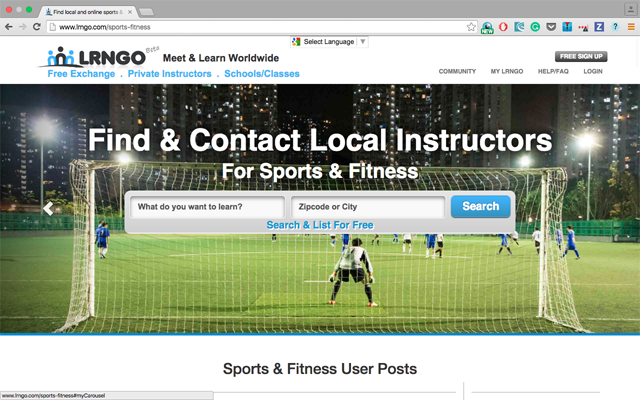 Find local and online sports &
www.lrngo.com/sports-fitness
NEW
Select Language
LRNGO Beta
Meet & Learn Worldwide
Free Exchange . Private Instructors . Schools/Classes
FREE SIGN UP
COMMUNITY MY LRNGO HELP/FAQ LOGIN
Find & Contact Local Instructors
For Sports & Fitness
What do you want to learn? Zipcode or City Search
Search & List For Free
Sports & Fitness User Posts
www.lrngo.com/sports-fitness#myCarousel